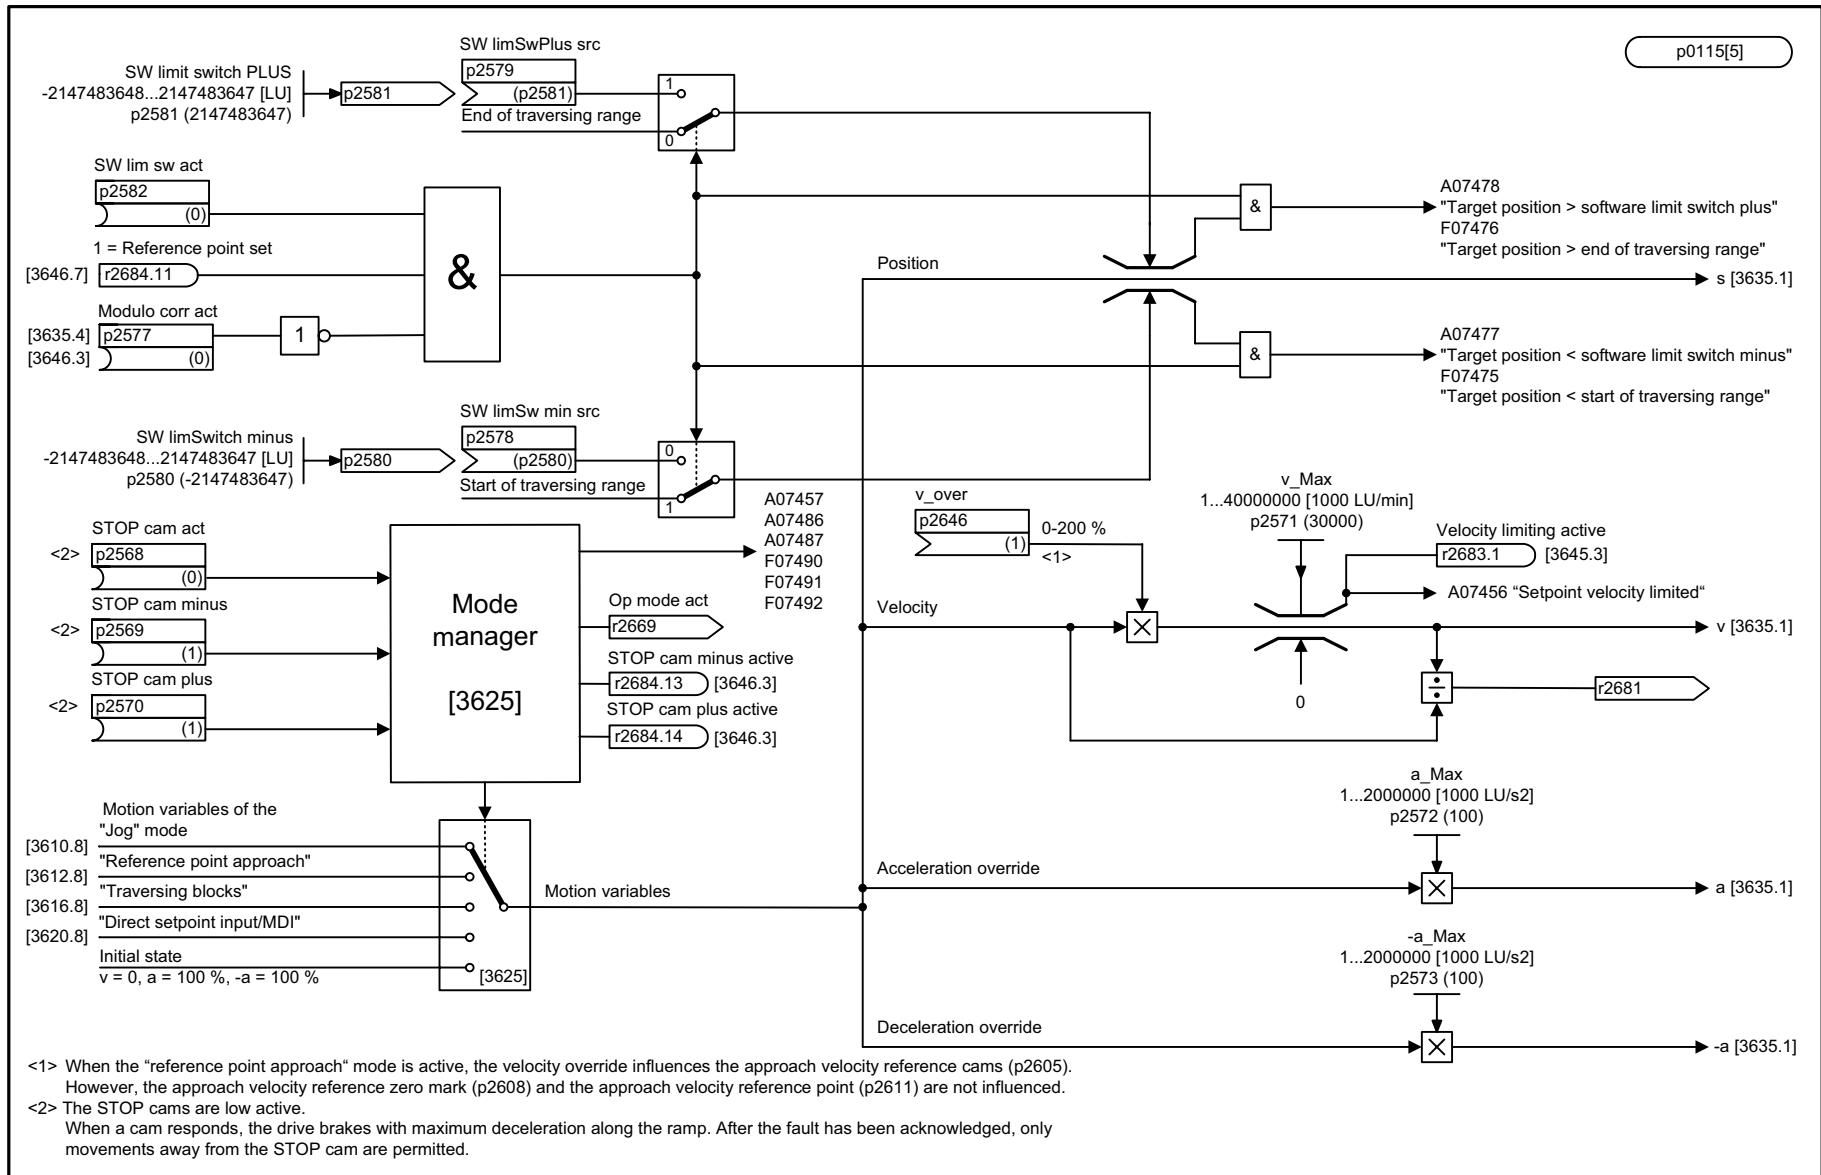 p0115[5]
SW limSwPlus src
p2579
(p2581)
SW limit switch PLUS
-2147483648...2147483647 [LU]
p2581 (2147483647)
p2581
End of traversing range
1
0
SW lim sw act
p2582
(0)
1 = Reference point set
[3646.7]
r2684.11
Modulo corr act
[3635.4]
[3646.3]
p2577
(0)
1
&
&
A07478
"Target position > software limit switch plus"
F07476
"Target position > end of traversing range"
Position
s [3635.1]
&
A07477
"Target position < software limit switch minus"
F07475
"Target position < start of traversing range"
SW limSw min src
p2578
(p2580)
SW limSwitch minus
-2147483648...2147483647 [LU]
p2580 (-2147483647)
p2580
Start of traversing range
0
1
STOP cam act
<2>
p2568
(0)
STOP cam minus
<2>
p2569
(1)
STOP cam plus
<2>
p2570
(1)
Mode
manager
[3625]
A07457
A07486
A07487
F07490
F07491
F07492
Op mode act
r2669
STOP cam minus active
r2684.13
[3646.3]
STOP cam plus active
r2684.14
[3646.3]
v_over
p2646
(1)
0-200 %
<1>
v_Max
1...40000000 [1000 LU/min]
p2571 (30000)
Velocity limiting active
r2683.1
[3645.3]
A07456 “Setpoint velocity limited“
Velocity
×
v [3635.1]
0
÷
r2681
Motion variables of the
"Jog" mode
[3610.8]
"Reference point approach"
[3612.8]
"Traversing blocks"
[3616.8]
"Direct setpoint input/MDI"
[3620.8]
Initial state
v = 0, a = 100 %, -a = 100 %
[3625]
Motion variables
a_Max
1...2000000 [1000 LU/s2]
p2572 (100)
Acceleration override
×
a [3635.1]
-a_Max
1...2000000 [1000 LU/s2]
p2573 (100)
Deceleration override
×
-a [3635.1]
<1> When the “reference point approach“ mode is active, the velocity override influences the approach velocity reference cams (p2605).
However, the approach velocity reference zero mark (p2608) and the approach velocity reference point (p2611) are not influenced.
<2> The STOP cams are low active.
When a cam responds, the drive brakes with maximum deceleration along the ramp. After the fault has been acknowledged, only
movements away from the STOP cam are permitted.